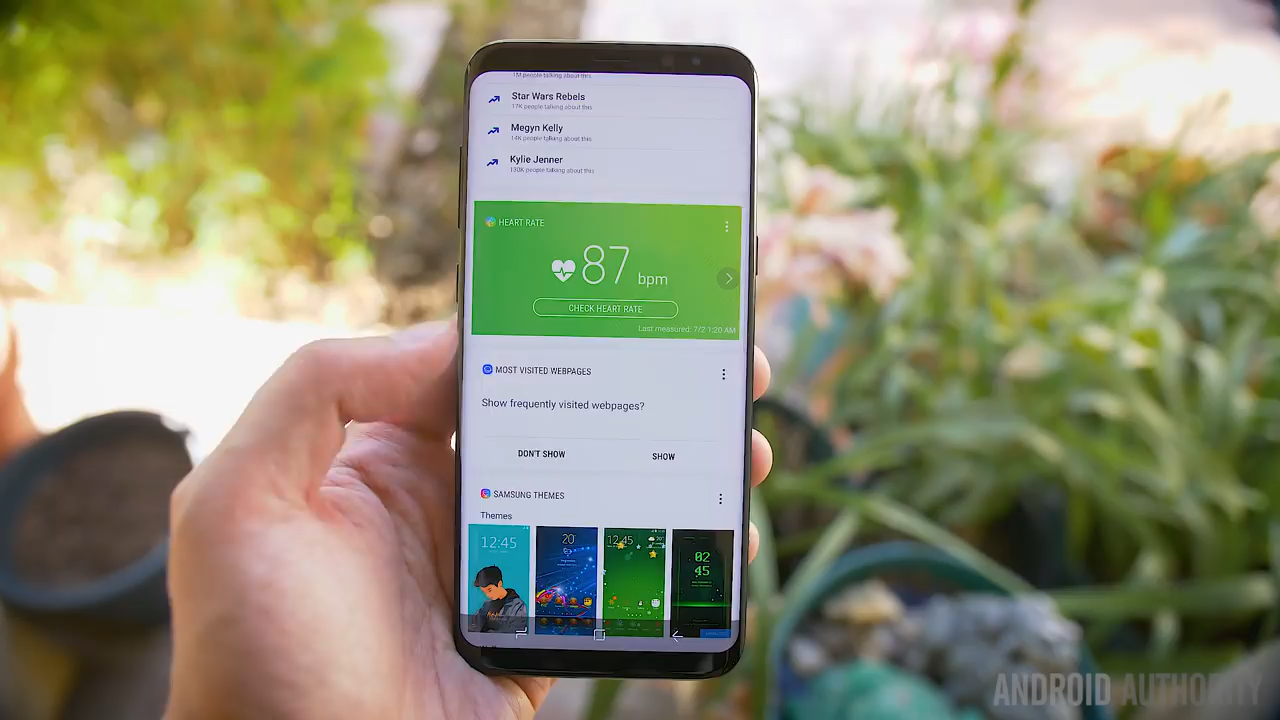 1M people talking about this
Star Wars Rebels
17K people talking about this
Megyn Kelly
14K people talking about this
Kylie Jenner
130K people talking about this
HEART RATE
87 bpm
CHECK HEART RATE
Last measured: 7/2 1:20 AM
MOST VISITED WEBPAGES
Show frequently visited webpages?
DON'T SHOW
SHOW
SAMSUNG THEMES
Themes
12:45
20°
12:45
20°
02
45
ANDROID AUTHORITY